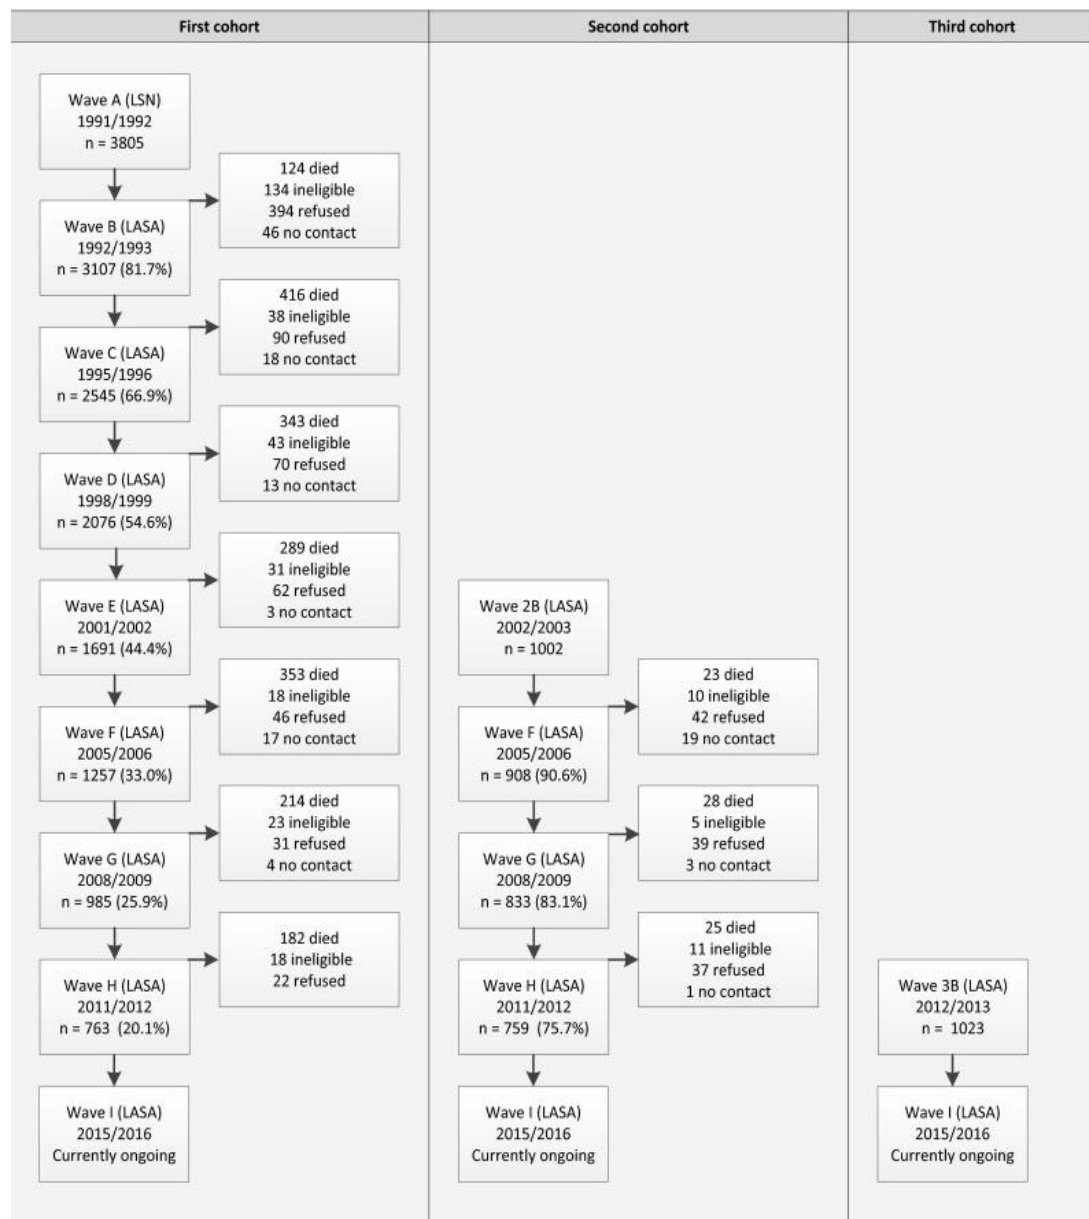 First cohort
Second cohort
Third cohort
Wave A (LSN)
1991/1992
n = 3805
124 died
134 ineligible
394 refused
46 no contact
Wave B (LASA)
1992/1993
n = 3107 (81.7%)
416 died
38 ineligible
90 refused
18 no contact
Wave C (LASA)
1995/1996
n = 2545 (66.9%)
343 died
43 ineligible
70 refused
13 no contact
Wave D (LASA)
1998/1999
n = 2076 (54.6%)
289 died
31 ineligible
62 refused
3 no contact
Wave E (LASA)
2001/2002
n = 1691 (44.4%)
353 died
18 ineligible
46 refused
17 no contact
Wave F (LASA)
2005/2006
n = 1257 (33.0%)
214 died
23 ineligible
31 refused
4 no contact
Wave G (LASA)
2008/2009
n = 985 (25.9%)
182 died
18 ineligible
22 refused
Wave H (LASA)
2011/2012
n = 763 (20.1%)
Wave I (LASA)
2015/2016
Currently ongoing
Wave 2B (LASA)
2002/2003
n = 1002
23 died
10 ineligible
42 refused
19 no contact
Wave F (LASA)
2005/2006
n = 908 (90.6%)
28 died
5 ineligible
39 refused
3 no contact
Wave G (LASA)
2008/2009
n = 833 (83.1%)
25 died
11 ineligible
37 refused
1 no contact
Wave H (LASA)
2011/2012
n = 759 (75.7%)
Wave I (LASA)
2015/2016
Currently ongoing
Wave 3B (LASA)
2012/2013
n = 1023
Wave I (LASA)
2015/2016
Currently ongoing